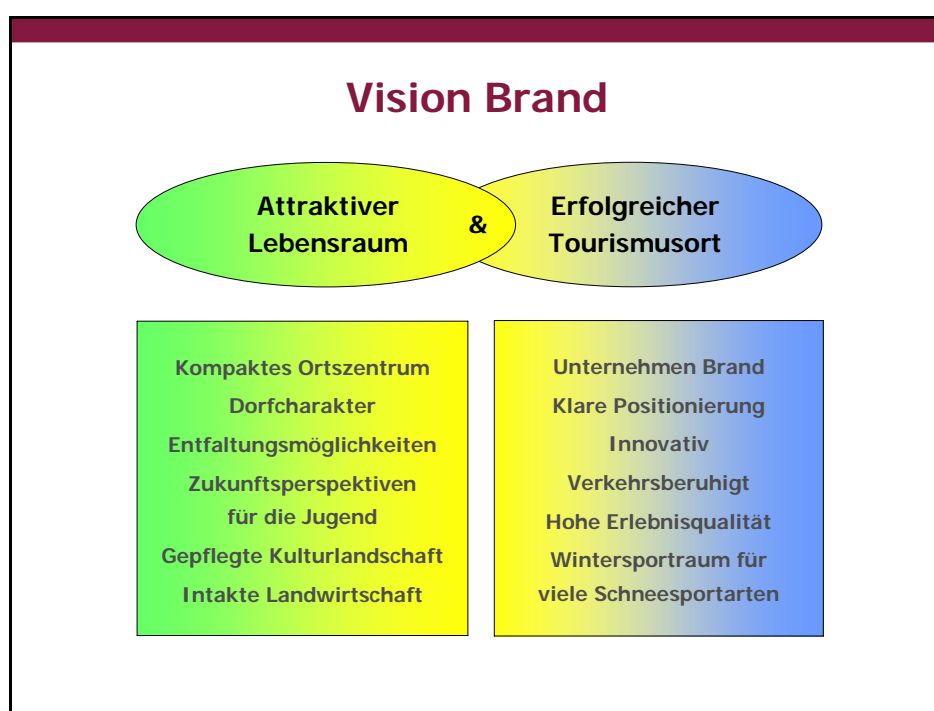 Vision Brand
Attraktiver
Lebensraum
&
Erfolgreicher
Tourismusort
Kompaktes Ortszentrum
Dorfcharakter
Entfaltungsmöglichkeiten
Zukunftsperspektiven
für die Jugend
Gepflegte Kulturlandschaft
Intakte Landwirtschaft
Unternehmen Brand
Klare Positionierung
Innovativ
Verkehrsberuhigt
Hohe Erlebnisqualität
Wintersportraum für
viele Schneesportarten